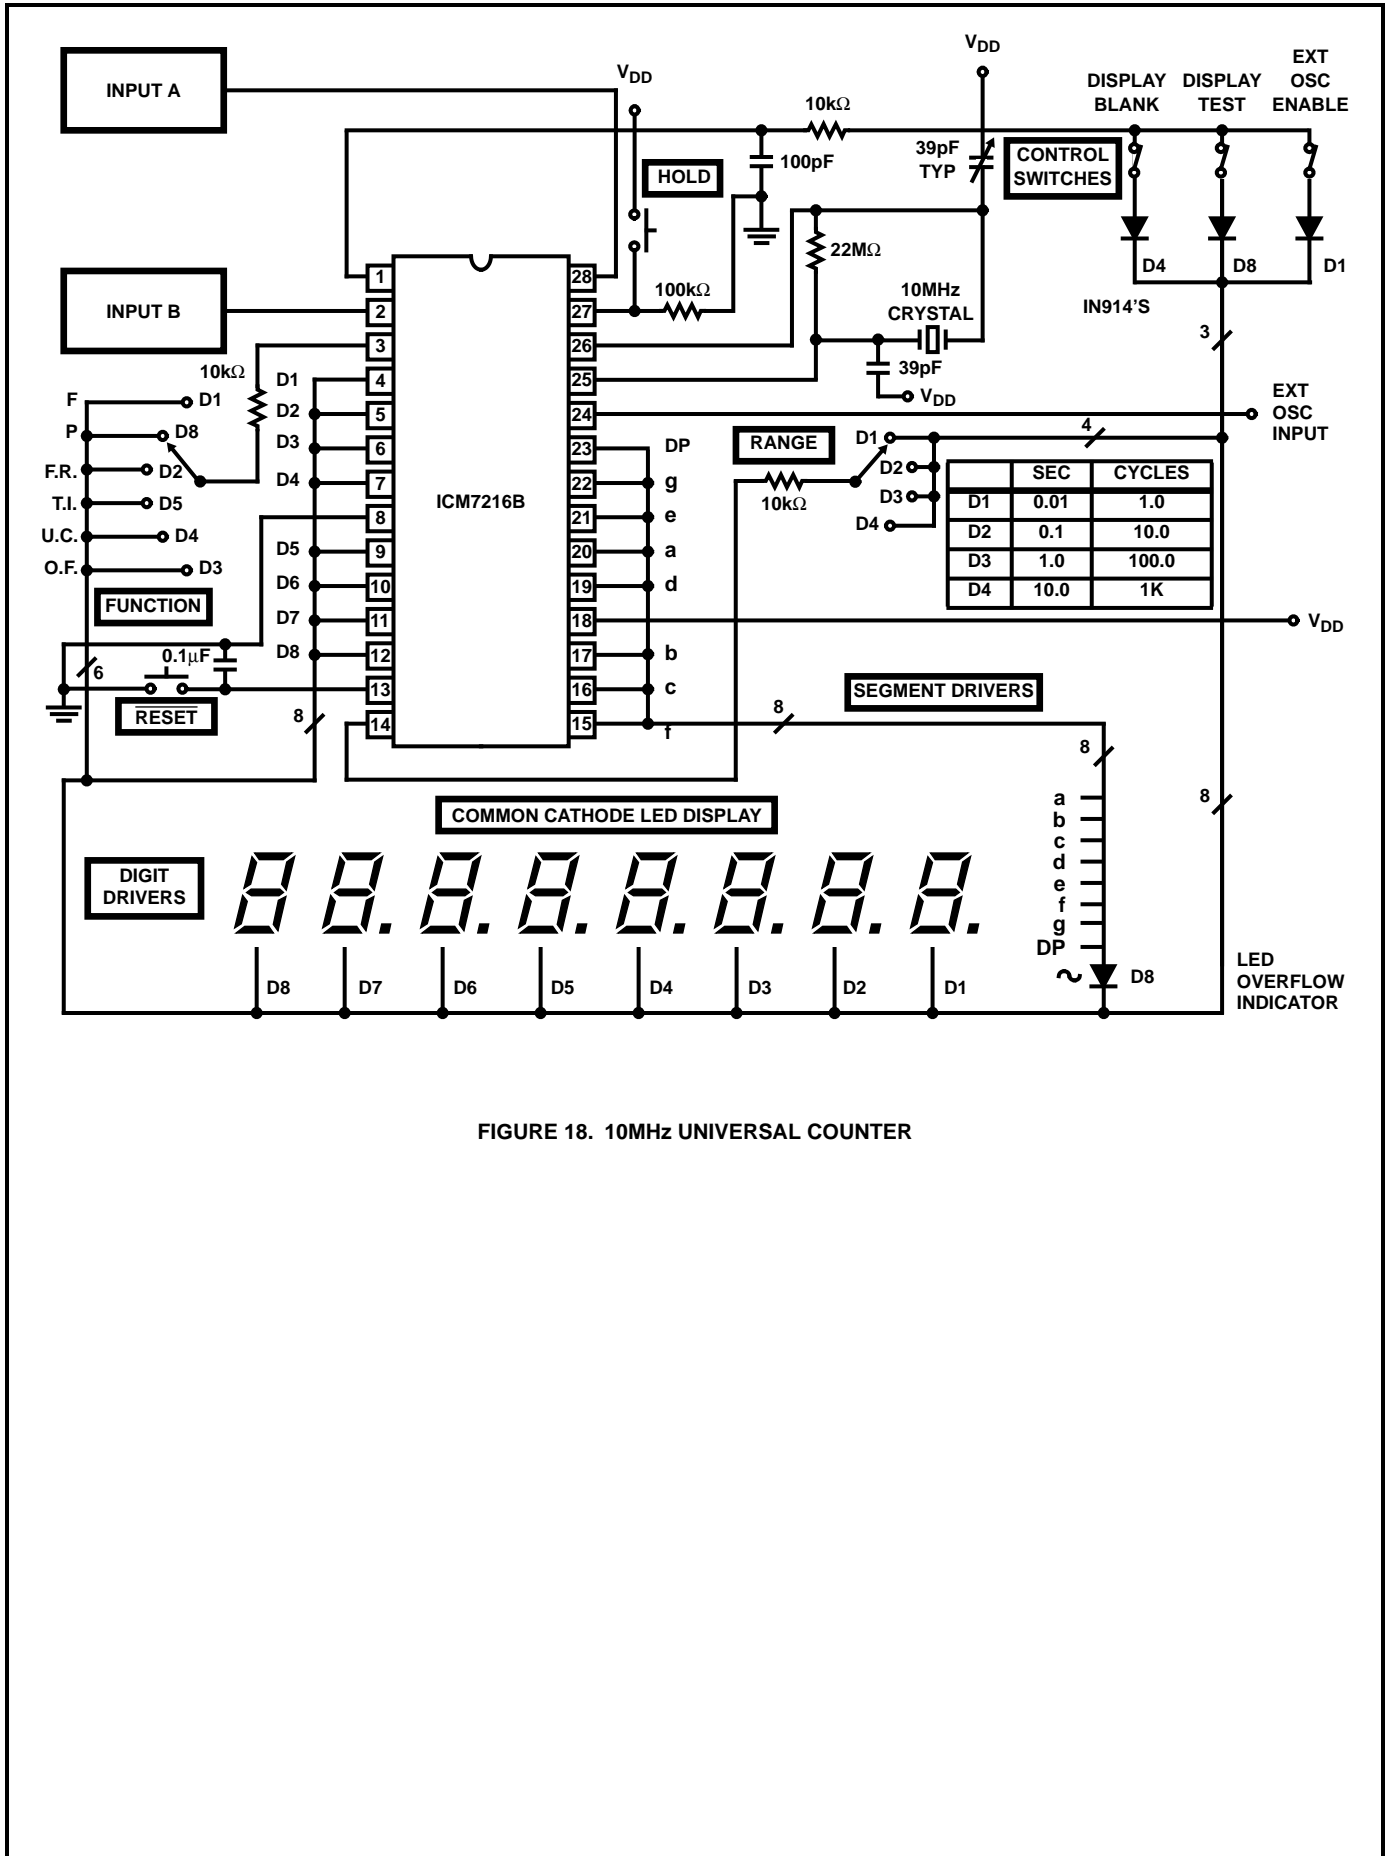 INPUT A
V_DD
V_DD
10kΩ
DISPLAY BLANK
DISPLAY TEST
EXT OSC ENABLE
100pF
39pF TYP
CONTROL SWITCHES
HOLD
22MΩ
D4
D8
D1
IN914'S
3
INPUT B
100kΩ
10MHz CRYSTAL
39pF
V_DD
10kΩ
F
D1
P
D8
F.R.
D2
T.I.
D5
U.C.
D4
O.F.
D3
FUNCTION
0.1μF
6
RESET
D1
D2
D3
D4
D5
D6
D7
D8
8
1
2
3
4
5
6
7
8
9
10
11
12
13
14
ICM7216B
28
27
26
25
24
23
22
21
20
19
18
17
16
15
DP
g
e
a
d
b
c
f
EXT OSC INPUT
RANGE
10kΩ
D1
D2
D3
D4
4
SEC CYCLES
D1 0.01 1.0
D2 0.1 10.0
D3 1.0 100.0
D4 10.0 1K
V_DD
SEGMENT DRIVERS
8
8
8
COMMON CATHODE LED DISPLAY
a
b
c
d
e
f
g
DP
DIGIT DRIVERS
D8 D7 D6 D5 D4 D3 D2 D1
D8
LED OVERFLOW INDICATOR
FIGURE 18. 10MHz UNIVERSAL COUNTER